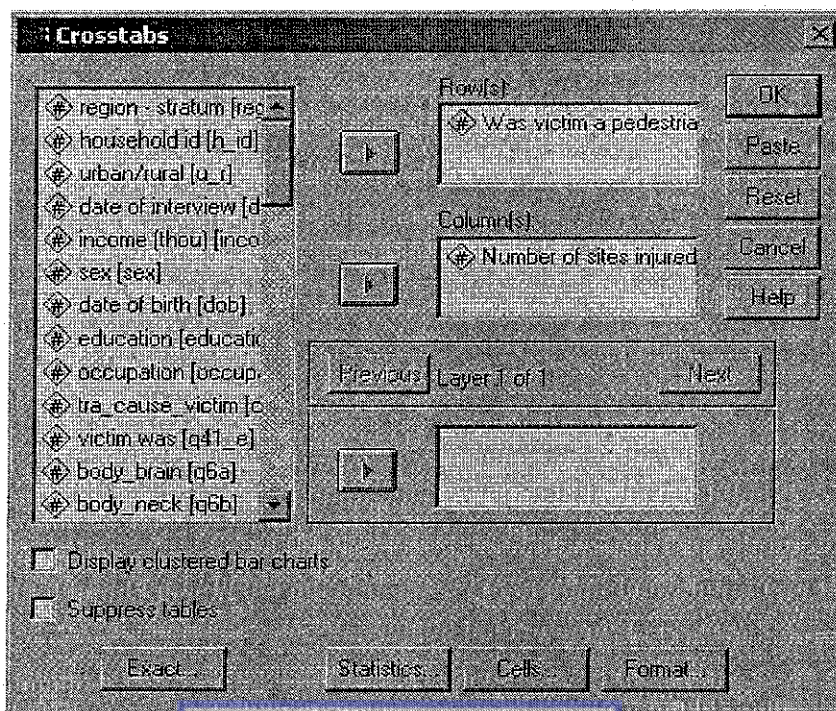 Crosstabs
region - stratum [reg
household id [h_id]
urban/rural [u_r]
date of interview [d
income (thou) [inco
sex [sex]
date of birth [dob]
education [educatio
occupation [occup
tra_cause_victim [c
victim was [q41_e]
body_brain [q6a]
body_neck [q6b]
Row(s):
Was victim a pedestria
Column(s):
Number of sites injured
Previous
Layer 1 of 1
Next
OK
Paste
Reset
Cancel
Help
Display clustered bar charts
Suppress tables
Exact...
Statistics...
Cells...
Format...